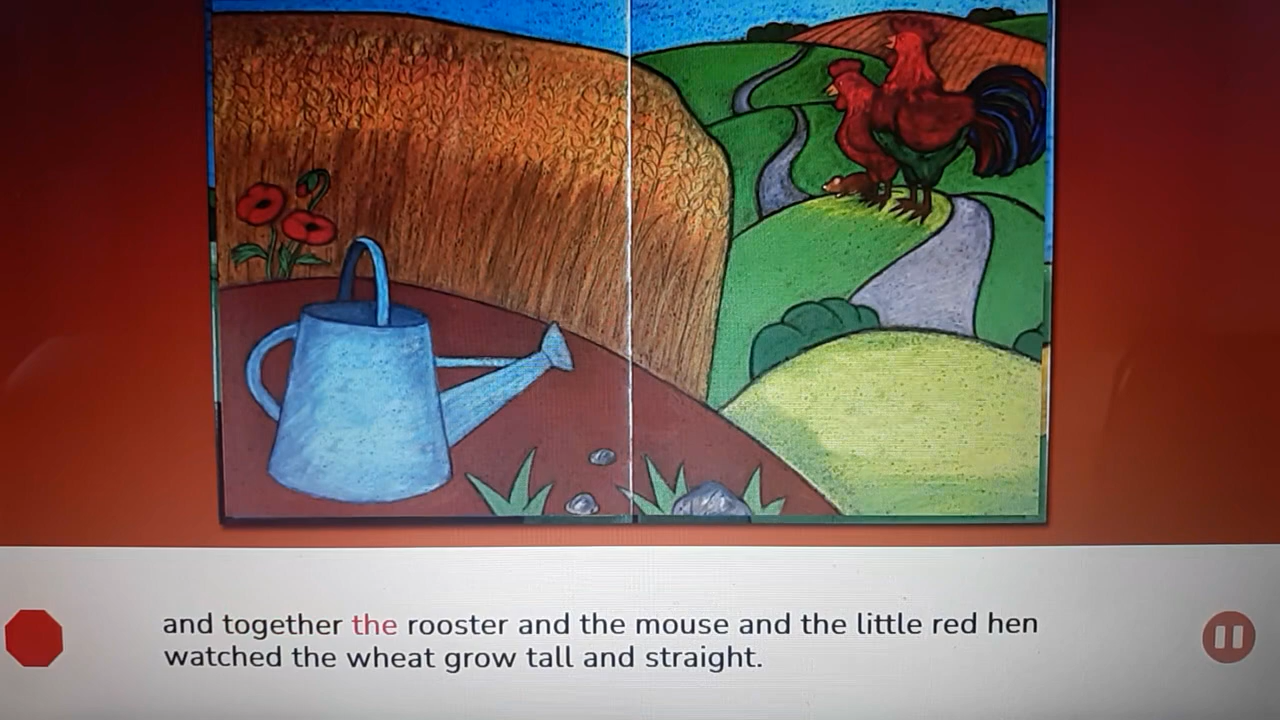 and together the rooster and the mouse and the little red hen
watched the wheat grow tall and straight.